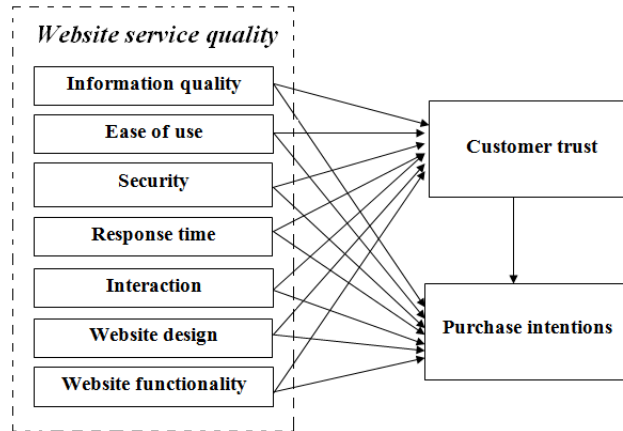 Website service quality
Information quality
Ease of use
Security
Response time
Interaction
Website design
Website functionality
Customer trust
Purchase intentions